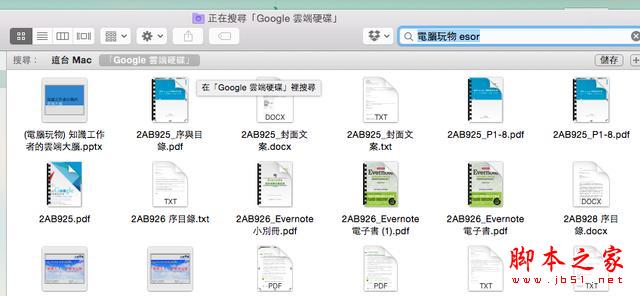 正在搜尋「Google 雲端硬碟」
電腦玩物 esor
搜尋：
這台 Mac
「Google 雲端硬碟」
儲存
在「Google 雲端硬碟」裡搜尋
DOCX
TXT
(電腦玩物) 知識工作
者的雲端大腦.pptx
2AB925_序與目
錄.pdf
2AB925_封面文
案.docx
2AB925_封面文
案.txt
2AB925_P1-8.pdf
2AB925_P1-8.pdf
TXT
DOCX
2AB925.pdf
2AB926 序目錄.txt
2AB926_Evernote
小別冊.pdf
2AB926_Evernote
電子書 (1).pdf
2AB926_Evernote
電子書.pdf
2AB928 序目
錄.docx
PDF
PDF
TXT
TXT
脚本之家
www.jb51.net